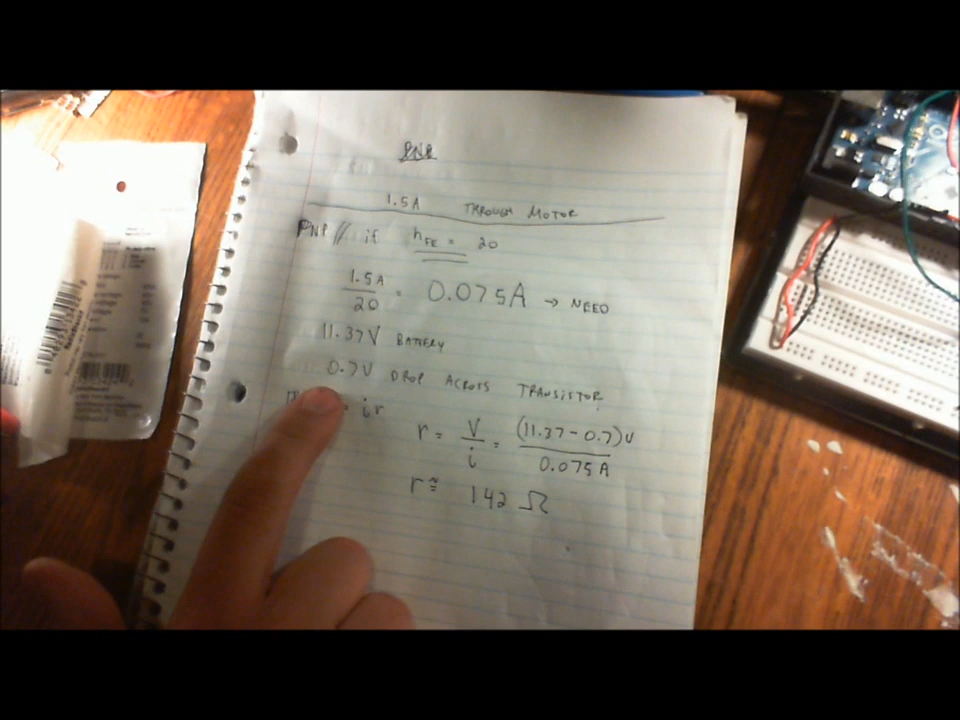 PNP
1.5A THROUGH MOTOR
PNP // if hFE = 20
1.5A
20
= 0.075A → NEED
11.37V BATTERY
0.7V DROP ACROSS TRANSISTOR
= ir
r = V/i = (11.37 - 0.7)V / 0.075A
r ≅ 142 Ω